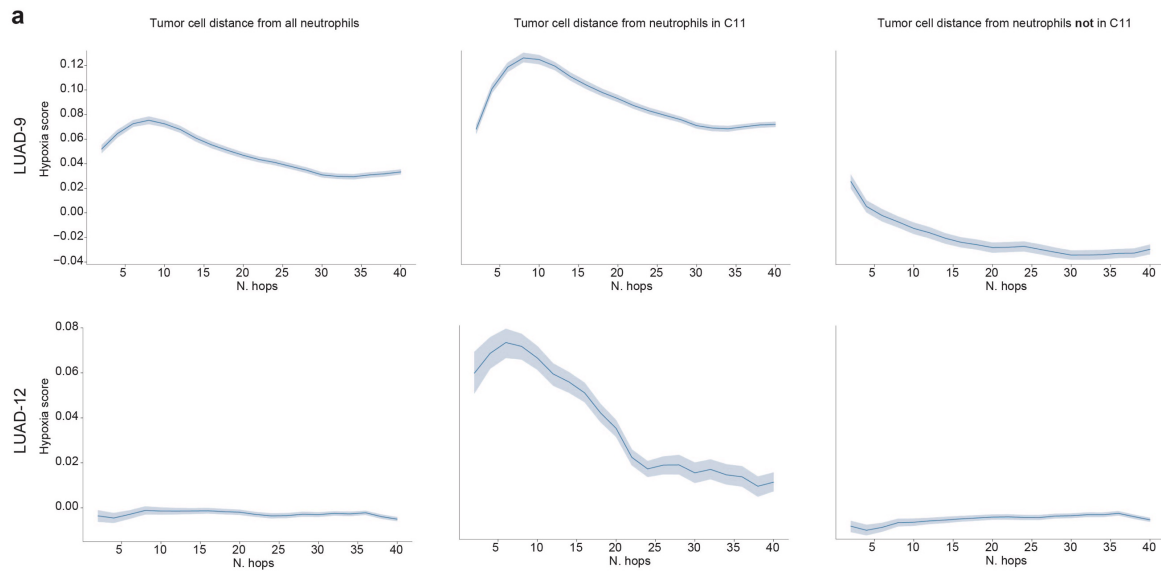 a
Tumor cell distance from all neutrophils
Tumor cell distance from neutrophils in C11
Tumor cell distance from neutrophils not in C11
LUAD-9
Hypoxia score
0.12
0.10
0.08
0.06
0.04
0.02
0.00
−0.02
−0.04
5 10 15 20 25 30 35 40
N. hops
5 10 15 20 25 30 35 40
N. hops
5 10 15 20 25 30 35 40
N. hops
LUAD-12
Hypoxia score
0.08
0.06
0.04
0.02
0.00
5 10 15 20 25 30 35 40
N. hops
5 10 15 20 25 30 35 40
N. hops
5 10 15 20 25 30 35 40
N. hops